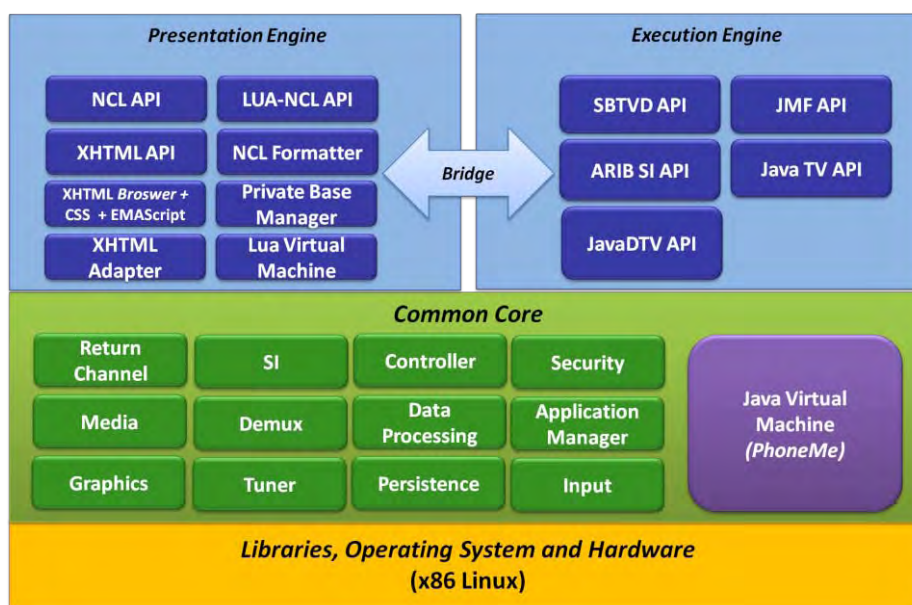 Presentation Engine
NCL API
LUA-NCL API
XHTML API
NCL Formatter
XHTML Broswer +
CSS + EMAScript
Private Base
Manager
XHTML
Adapter
Lua Virtual
Machine
Bridge
Execution Engine
SBTVD API
JMF API
ARIB SI API
Java TV API
JavaDTV API
Common Core
Return
Channel
SI
Controller
Security
Media
Demux
Data
Processing
Application
Manager
Graphics
Tuner
Persistence
Input
Java Virtual
Machine
(PhoneMe)
Libraries, Operating System and Hardware
(x86 Linux)